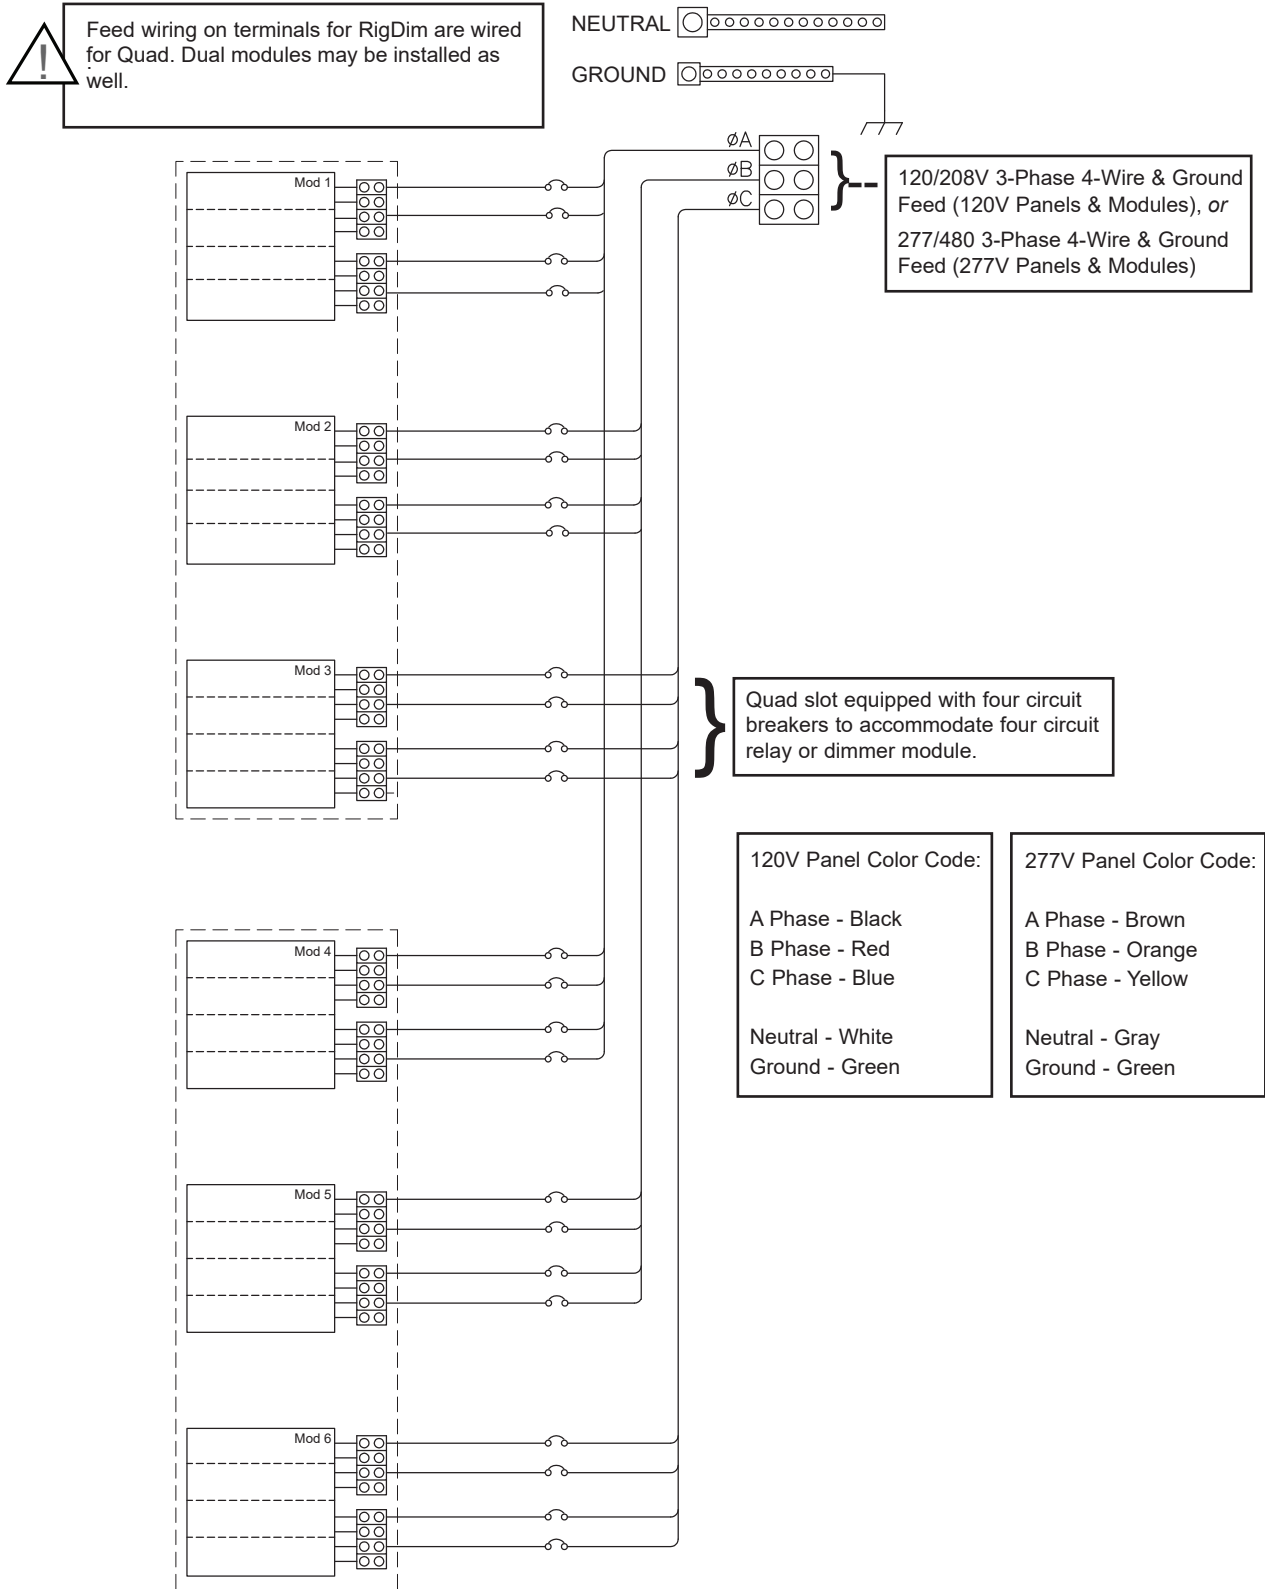 Feed wiring on terminals for RigDim are wired
for Quad. Dual modules may be installed as
well.
!
NEUTRAL
GROUND
øA
øB
øC
120/208V 3-Phase 4-Wire & Ground
Feed (120V Panels & Modules), or
277/480 3-Phase 4-Wire & Ground
Feed (277V Panels & Modules)
Mod 1
Mod 2
Mod 3
Quad slot equipped with four circuit
breakers to accommodate four circuit
relay or dimmer module.
120V Panel Color Code:
A Phase - Black
B Phase - Red
C Phase - Blue
Neutral - White
Ground - Green
277V Panel Color Code:
A Phase - Brown
B Phase - Orange
C Phase - Yellow
Neutral - Gray
Ground - Green
Mod 4
Mod 5
Mod 6